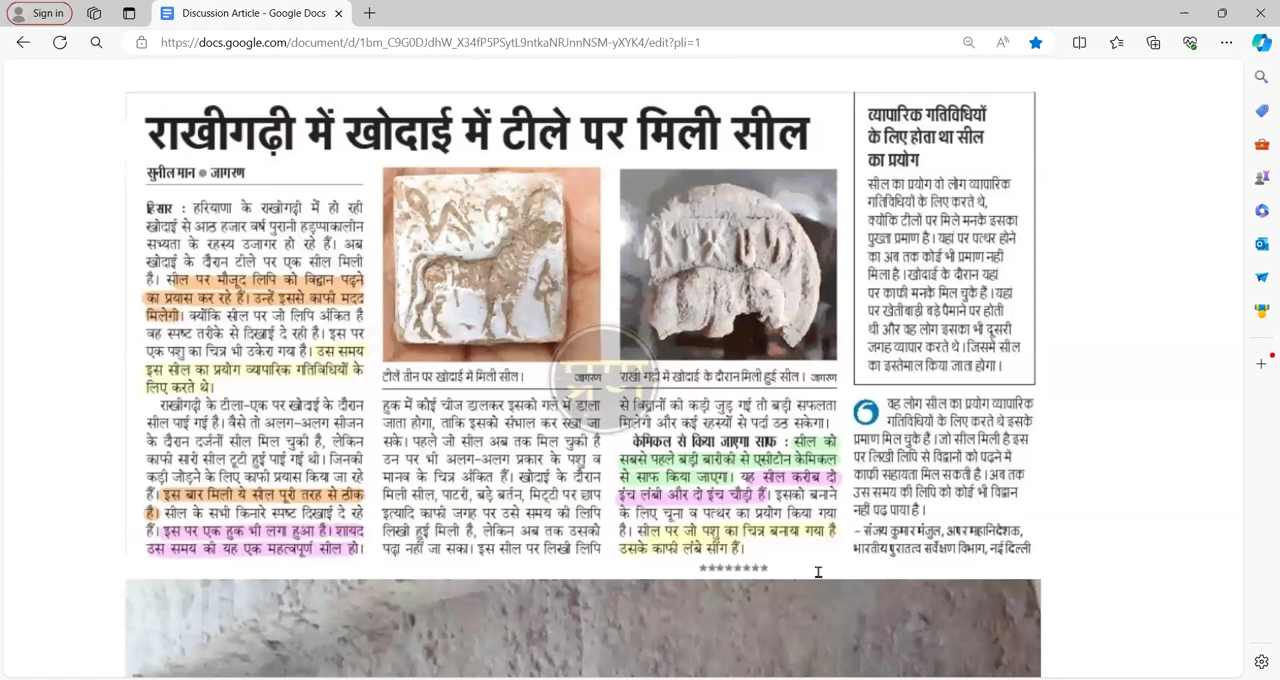 Sign in
Discussion Article - Google Docs
https://docs.google.com/document/d/1bm_C9G0DJdhW_X34fP5PSytL9ntkaNRJnnNSM-yXYK4/edit?pli=1
राखीगढ़ी में खोदाई में टीले पर मिली सील
सुनील मान ● जागरण
हिसार : हरियाणा के राखीगढ़ी में हो रही
खोदाई से आठ हजार वर्ष पुरानी हड़प्पाकालीन
सभ्यता के रहस्य उजागर हो रहे हैं। अब
खोदाई के दौरान टीले पर एक सील मिली
है। सील पर मौजूद लिपि को विद्वान पढ़ने
का प्रयास कर रहे हैं। उन्हें इससे काफी मदद
मिलेगी। क्योंकि सील पर जो लिपि अंकित है
वह स्पष्ट तरीके से दिखाई दे रही है। इस पर
एक पशु का चित्र भी उकेरा गया है। उस समय
इस सील का प्रयोग व्यापारिक गतिविधियों के
लिए करते थे।
राखीगढ़ी के टीला-एक पर खोदाई के दौरान
सील पाई गई है। वैसे तो अलग-अलग सीजन
के दौरान दर्जनों सील मिल चुकी है, लेकिन
काफी सारी सील टूटी हुई पाई गई थी। जिनकी
कड़ी जोड़ने के लिए काफी प्रयास किया जा रहे
हैं। इस बार मिली ये सील पूरी तरह से ठीक
है। सील के सभी किनारे स्पष्ट दिखाई दे रहे
हैं। इस पर एक हुक भी लगा हुआ है। शायद
उस समय की यह एक महत्वपूर्ण सील हो।
टीले तीन पर खोदाई में मिली सील। जागरण
हुक में कोई चीज डालकर इसको गले में डाला
जाता होगा, ताकि इसको संभाल कर रखा जा
सके। पहले जो सील अब तक मिल चुकी है
उन पर भी अलग-अलग प्रकार के पशु व
मानव के चित्र अंकित हैं। खोदाई के दौरान
मिली सील, पाटरी, बड़े बर्तन, मिट्टी पर छाप
इत्यादि काफी जगह पर उसे समय की लिपि
लिखी हुई मिली है, लेकिन अब तक उसको
पढ़ा नहीं जा सका। इस सील पर लिखी लिपि
राखी गढ़ी में खोदाई के दौरान मिली हुई सील। जागरण
से विद्वानों की कड़ी जुड़ गई तो बड़ी सफलता
मिलेगी और कई रहस्यों से पर्दा उठ सकेगा।
केमिकल से किया जाएगा साफ : सील को
सबसे पहले बड़ी बारीकी से एसीटोन केमिकल
से साफ किया जाएगा। यह सील करीब दो
इंच लंबी और दो इंच चौड़ी हैं। इसको बनाने
के लिए चूना व पत्थर का प्रयोग किया गया
है। सील पर जो पशु का चित्र बनाया गया है
उसके काफी लंबे सींग हैं।
व्यापारिक गतिविधियों
के लिए होता था सील
का प्रयोग
सील का प्रयोग वो लोग व्यापारिक
गतिविधियों के लिए करते थे,
क्योंकि टीलो पर मिले मनके इसका
पुख्ता प्रमाण है। यहां पर पत्थर होने
का अब तक कोई भी प्रमाण नहीं
मिला है। खोदाई के दौरान यहां
पर काफी मनके मिल चुके हैं। यहां
पर खेतीबाड़ी बड़े पैमाने पर होती
थी और वह लोग इसका भी दूसरी
जगह व्यापार करते थे। जिसमें सील
का इस्तेमाल किया जाता होगा।
वह लोग सील का प्रयोग व्यापारिक
गतिविधियों के लिए करते थे इसके
प्रमाण मिल चुके हैं। जो सील मिली है इस
पर लिखी लिपि से विद्वानों को पढ़ने में
काफी सहायता मिल सकती है। अब तक
उस समय की लिपि को कोई भी विद्वान
नहीं पढ़ पाया है।
- संजय कुमार मंजुल, अपर महानिदेशक,
भारतीय पुरातत्व सर्वेक्षण विभाग, नई दिल्ली
********
प्रण